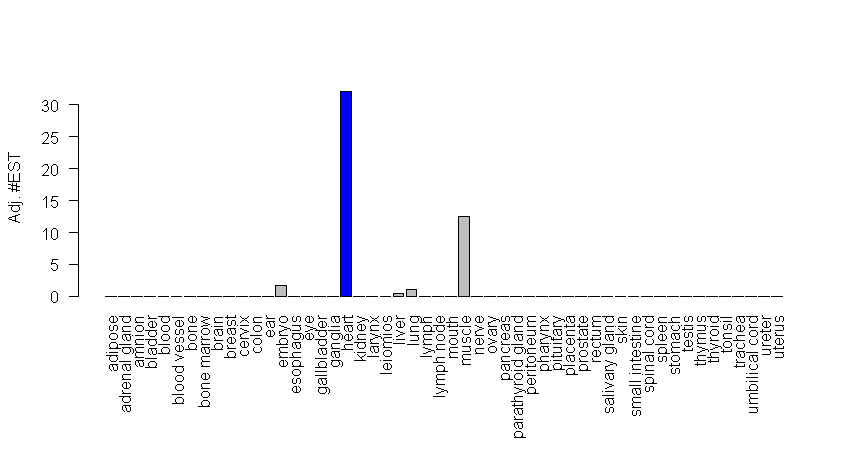 Adj. #EST
30
25
20
15
10
5
0
adipose
adrenal gland
amnion
bladder
blood
blood vessel
bone
bone marrow
brain
breast
cervix
colon
ear
embryo
esophagus
eye
gallbladder
ganglia
heart
kidney
larynx
leiomios
liver
lung
lymph
lymph node
mouth
muscle
nerve
ovary
pancreas
parathyroid gland
peritoneum
pharynx
pituitary
placenta
prostate
rectum
salivary gland
skin
small intestine
spinal cord
spleen
stomach
testis
thymus
thyroid
tonsil
trachea
umbilical cord
ureter
uterus